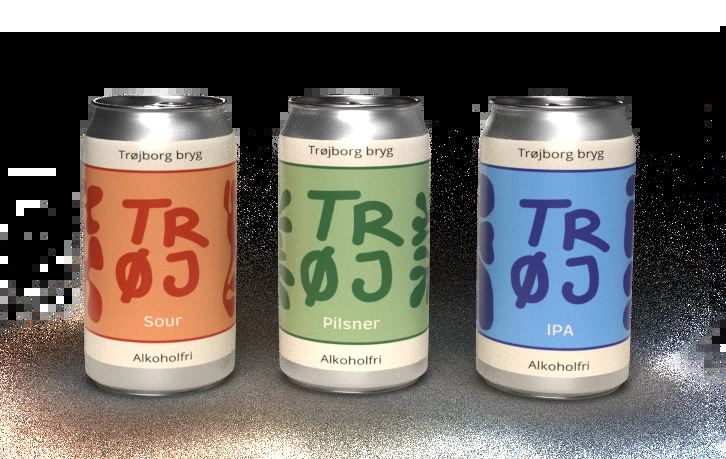 Trøjborg bryg
TR
ØJ
Sour
Alkoholfri
Trøjborg bryg
TR
ØJ
Pilsner
Alkoholfri
Trøjborg bryg
TR
ØJ
IPA
Alkoholfri